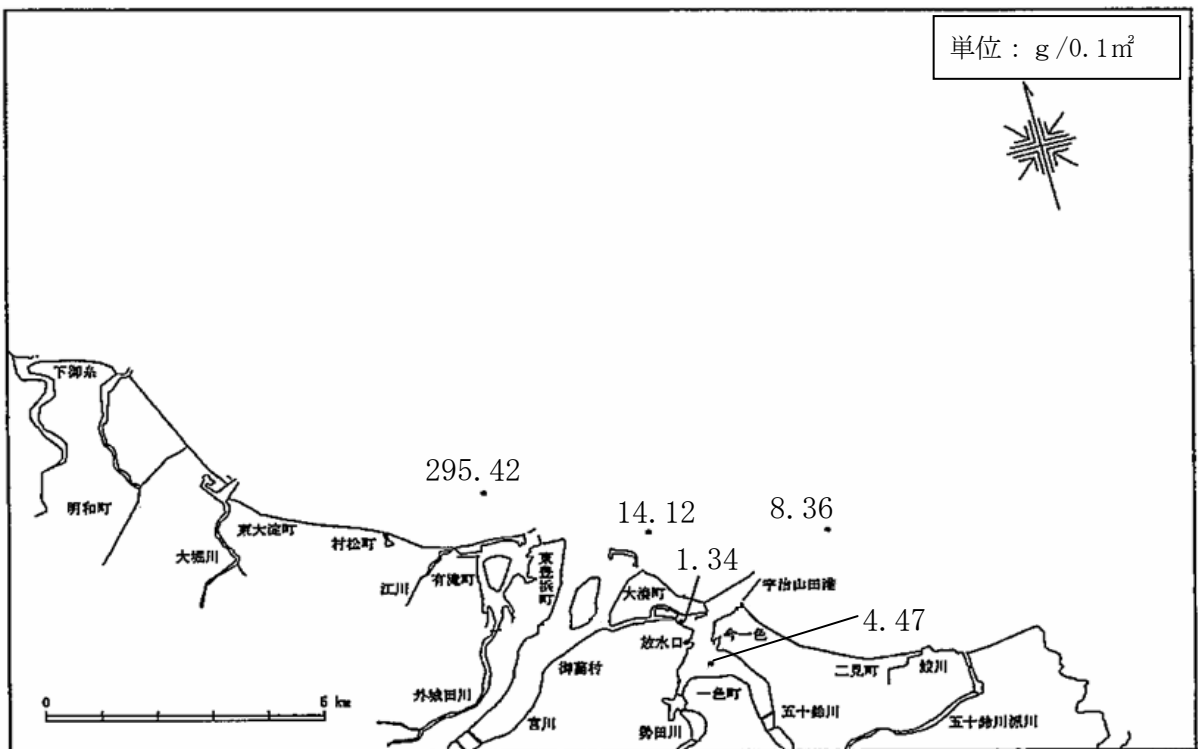 単位：ｇ/0.1㎡
下御糸
295.42
明和町
14.12
8.36
東大淀町
村松町
大堀川
1.34
東豊浜町
有滝町
江川
大湊町
宇治山田港
4.47
放水口
今一色
御薗村
二見町
外城田川
一色町
五十鈴川
宮川
勢田川
五十鈴川派川
0
5 km